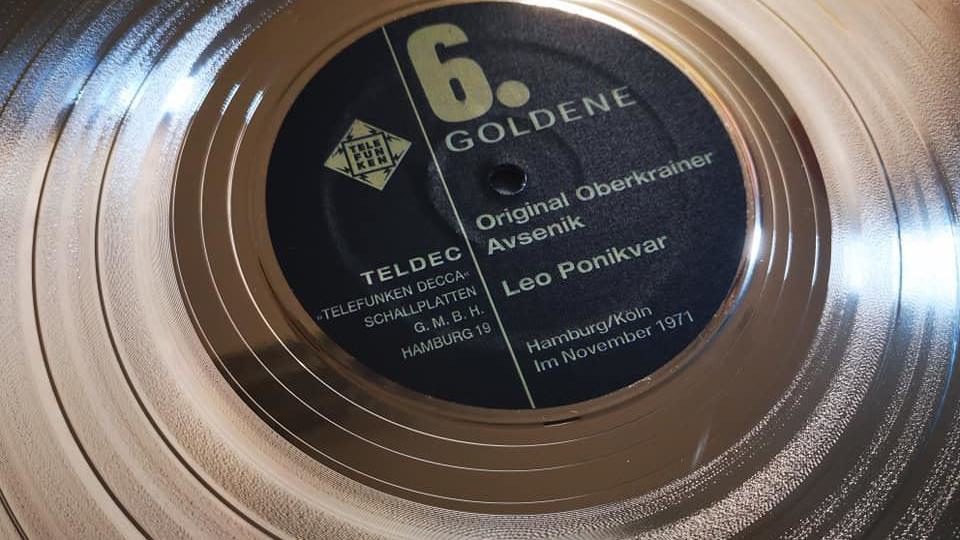 6.
GOLDENE
TELE
FUN
KEN
Original Oberkrainer
Avsenik
Leo Ponikvar
TELDEC
»TELEFUNKEN DECCA«
SCHALLPLATTEN
G. M. B. H.
HAMBURG 19
Hamburg/Köln
Im November 1971